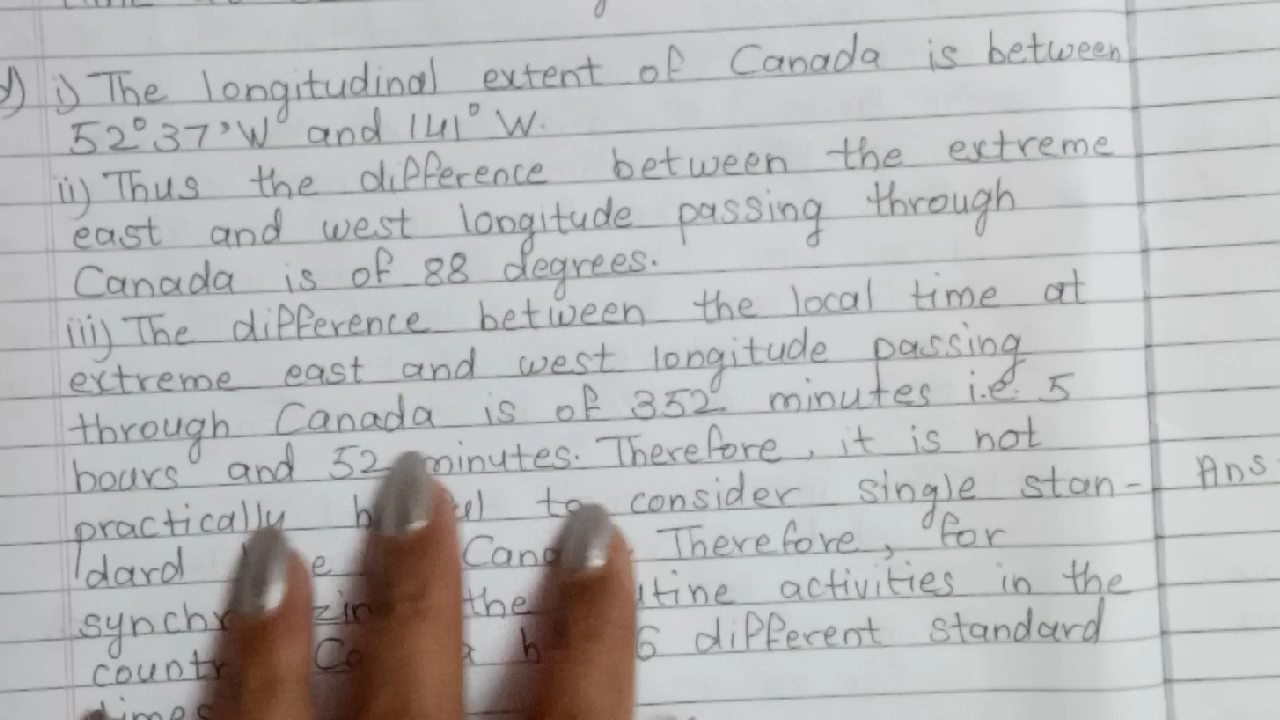 i) The longitudinal extent of Canada is between
52°37'W and 141° W.
ii) Thus the difference between the extreme
east and west longitude passing through
Canada is of 88 degrees.
iii) The difference between the local time at
extreme east and west longitude passing
through Canada is of 352 minutes i.e. 5
hours and 52 minutes. Therefore, it is not
practically to consider single stan-
Ans
dard Therefore, for
the activities in the
6 different standard
times